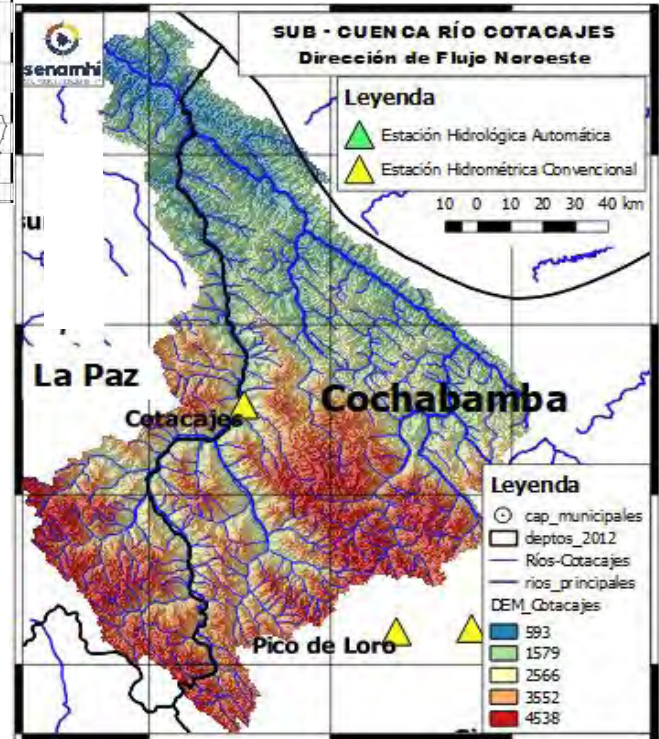 senamhi
SUB - CUENCA RÍO COTACAJES
Dirección de Flujo Noroeste
Leyenda
Estación Hidrológica Automática
Estación Hidrométrica Convencional
10 0 10 20 30 40 km
La Paz
Cochabamba
Cotacajes
Pico de Loro
Leyenda
cap_municipales
deptos_2012
Ríos-Cotacajes
rios_principales
DEM_Cotacajes
593
1579
2566
3552
4538